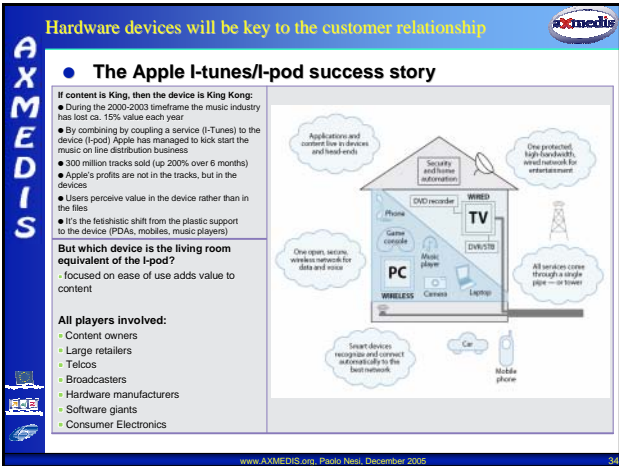 Hardware devices will be key to the customer relationship
axmedis
AXMEDIS
● The Apple I-tunes/I-pod success story
If content is King, then the device is King Kong:
● During the 2000-2003 timeframe the music industry
has lost ca. 15% value each year
● By combining by coupling a service (I-Tunes) to the
device (I-pod) Apple has managed to kick start the
music on line distribution business
● 300 million tracks sold (up 200% over 6 months)
● Apple's profits are not in the tracks, but in the
devices
● Users perceive value in the device rather than in
the files
● It's the fetishistic shift from the plastic support
to the device (PDAs, mobiles, music players)
But which device is the living room
equivalent of the I-pod?
focused on ease of use adds value to
content
All players involved:
Content owners
Large retailers
Telcos
Broadcasters
Hardware manufacturers
Software giants
Consumer Electronics
Applications and
content live in devices
and head-ends
One protected,
high-bandwidth,
wired network for
entertainment
Security
and home
automation
DVD recorder
WIRED
TV
Phone
Game
console
DVR/STB
Music
player
One open, secure,
wireless network for
data and voice
PC
WIRELESS
Camera
Laptop
All services come
through a single
pipe — or tower
Smart devices
recognize and connect
automatically to the
best network
Car
Mobile
phone
www.AXMEDIS.org, Paolo Nesi, December 2005
34